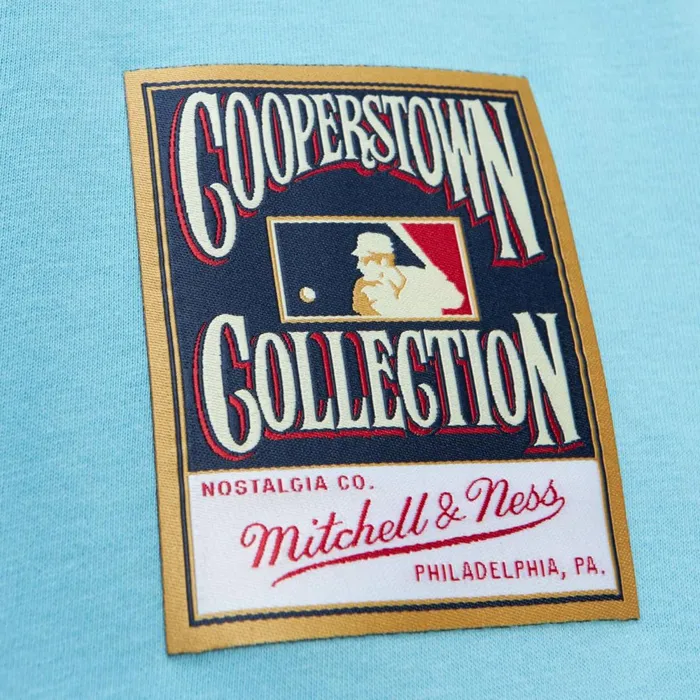 COOPERSTOWN
COLLECTION
NOSTALGIA CO.
Mitchell & Ness
PHILADELPHIA, PA.